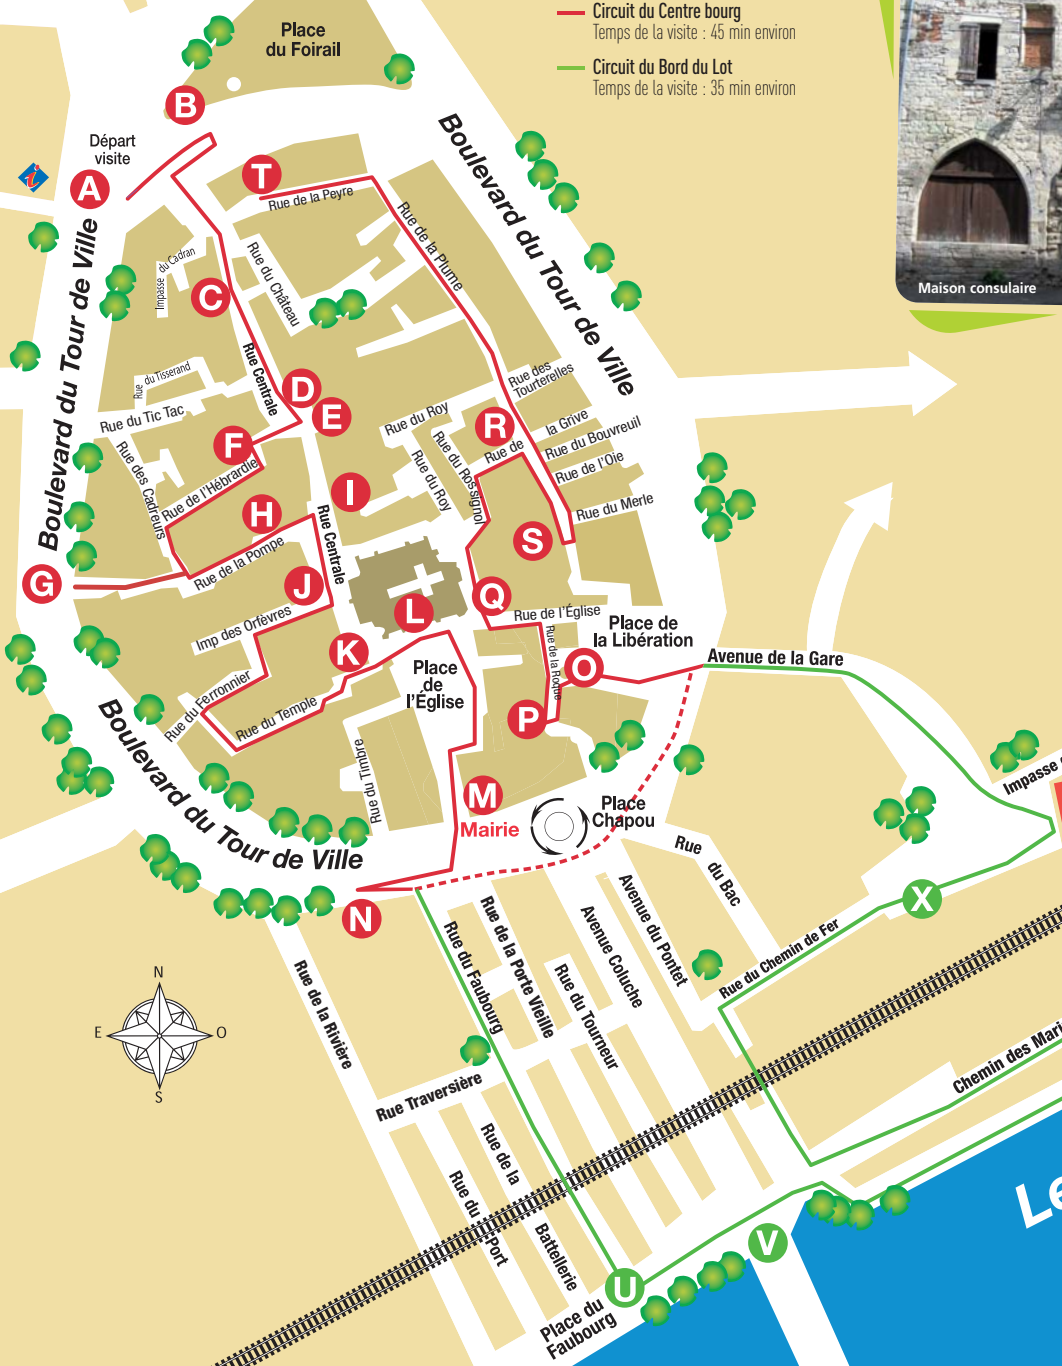 Circuit du Centre bourg
Temps de la visite : 45 min environ
Circuit du Bord du Lot
Temps de la visite : 35 min environ
Maison consulaire
Place
du Foirail
B
Départ
visite
A
i
T
Rue de la Peyre
Rue de la Plume
Boulevard du Tour de Ville
Boulevard du Tour de Ville
Impasse
du Cadran
Rue du Château
C
Rue Centrale
Rue
du Tisserand
Rue du Tic Tac
D
E
F
Rue des Cadreurs
Rue de l'Hébrardie
Rue du Roy
Rue du Roy
Rue du Rossignol
R
Rue des
Tourterelles
Rue de
la Grive
Rue du Bouvreuil
Rue de l'Oie
Rue du Merle
H
I
Rue Centrale
S
G
Rue de la Pompe
J
L
Q
Rue de l'Église
Imp des Orfèvres
K
Place
de
l'Église
Rue de la Roque
O
Place de
la Libération
Avenue de la Gare
Rue du Ferronnier
Rue du Temple
P
Boulevard du Tour de Ville
Rue du Timbre
M
Mairie
Place
Chapou
Impasse
N
Rue
du Bac
X
Rue du Faubourg
Rue de la Porte Vieille
Avenue Coluche
Avenue du Pontet
Rue du Chemin de Fer
Rue de la Rivière
Rue du Tourneur
N
E
O
S
Rue Traversière
Chemin des Mari
Rue de la
Battellerie
Rue du
Port
Le
V
U
Place du
Faubourg